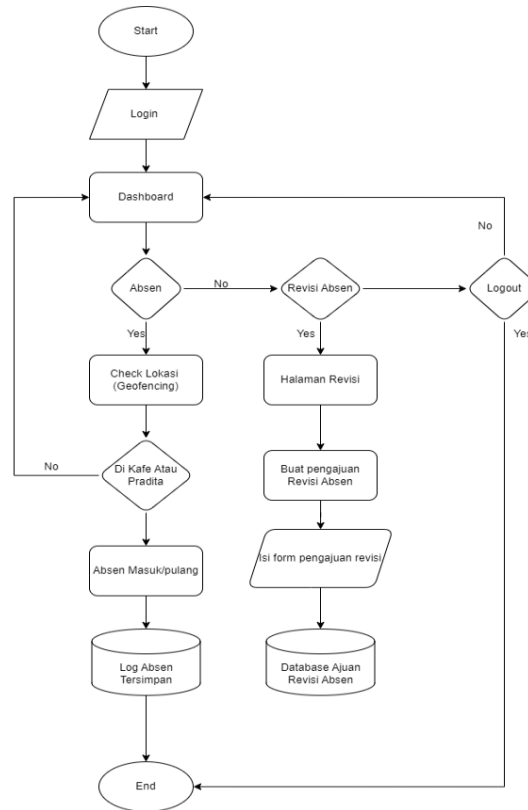 Start
Login
Dashboard
No
Absen
No
Revisi Absen
Logout
Yes
Yes
Yes
Check Lokasi
(Geofencing)
Halaman Revisi
No
Di Kafe Atau
Pradita
Buat pengajuan
Revisi Absen
Absen Masuk/pulang
Isi form pengajuan revisi
Log Absen
Tersimpan
Database Ajuan
Revisi Absen
End